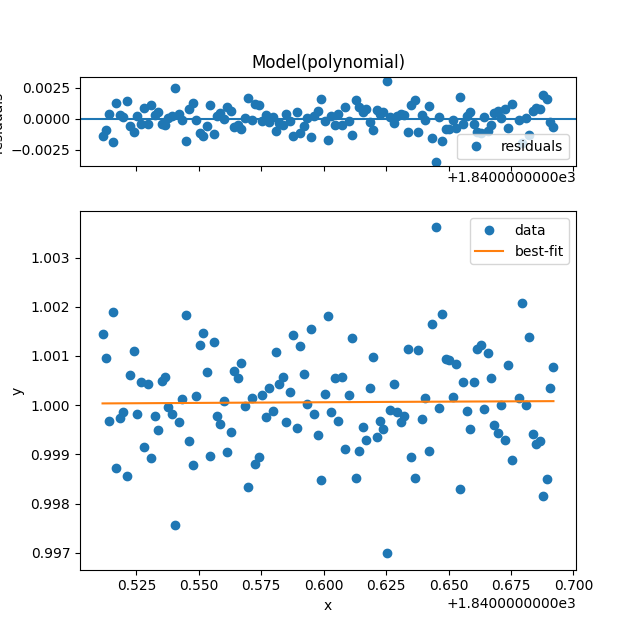 Model(polynomial)
0.0025
0.0000
−0.0025
residuals
+1.8400000000e3
data
best-fit
1.003
1.002
1.001
1.000
0.999
0.998
0.997
y
0.525 0.550 0.575 0.600 0.625 0.650 0.675 0.700
x
+1.8400000000e3